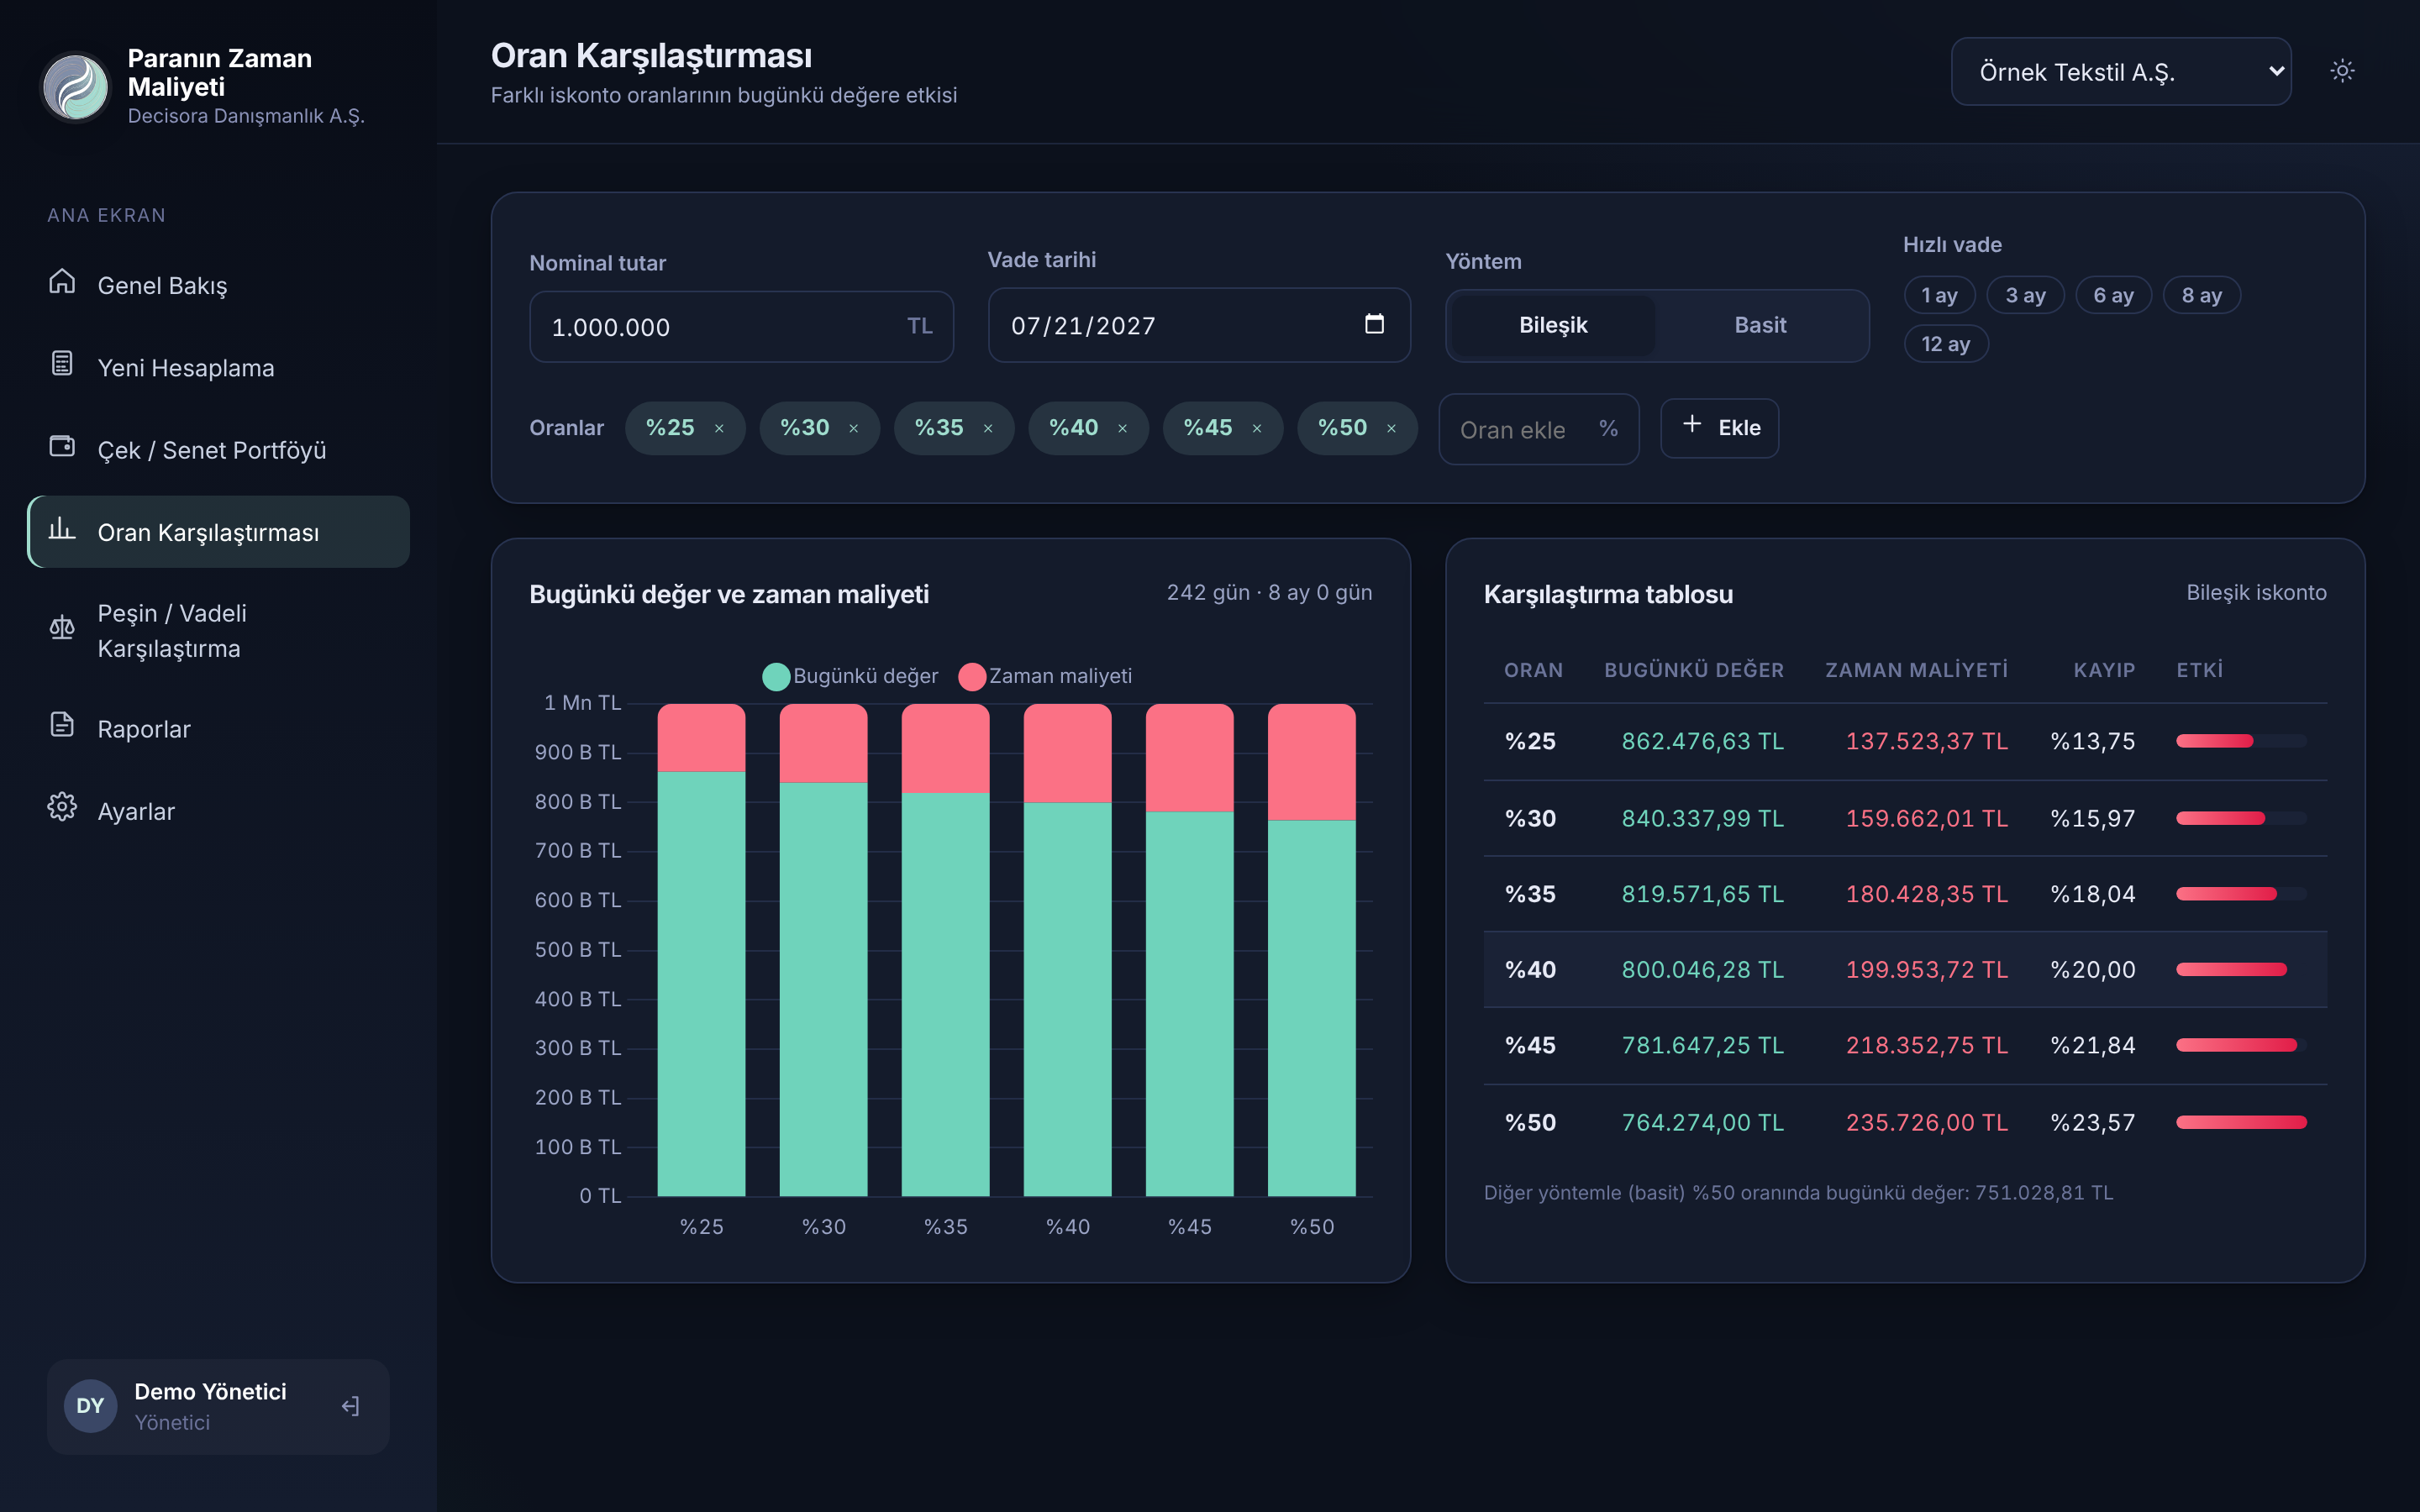 Paranın Zaman
Maliyeti
Decisora Danışmanlık A.Ş.
ANA EKRAN
Genel Bakış
Yeni Hesaplama
Çek / Senet Portföyü
Oran Karşılaştırması
Peşin / Vadeli
Karşılaştırma
Raporlar
Ayarlar
DY
Demo Yönetici
Yönetici
Oran Karşılaştırması
Farklı iskonto oranlarının bugünkü değere etkisi
Örnek Tekstil A.Ş.
Nominal tutar
1.000.000 TL
Vade tarihi
07/21/2027
Yöntem
Bileşik Basit
Hızlı vade
1 ay 3 ay 6 ay 8 ay
12 ay
Oranlar %25 × %30 × %35 × %40 × %45 × %50 × Oran ekle % + Ekle
Bugünkü değer ve zaman maliyeti 242 gün · 8 ay 0 gün
Bugünkü değer Zaman maliyeti
1 Mn TL
900 B TL
800 B TL
700 B TL
600 B TL
500 B TL
400 B TL
300 B TL
200 B TL
100 B TL
0 TL
%25 %30 %35 %40 %45 %50
Karşılaştırma tablosu Bileşik iskonto
ORAN BUGÜNKÜ DEĞER ZAMAN MALİYETİ KAYIP ETKİ
%25 862.476,63 TL 137.523,37 TL %13,75
%30 840.337,99 TL 159.662,01 TL %15,97
%35 819.571,65 TL 180.428,35 TL %18,04
%40 800.046,28 TL 199.953,72 TL %20,00
%45 781.647,25 TL 218.352,75 TL %21,84
%50 764.274,00 TL 235.726,00 TL %23,57
Diğer yöntemle (basit) %50 oranında bugünkü değer: 751.028,81 TL